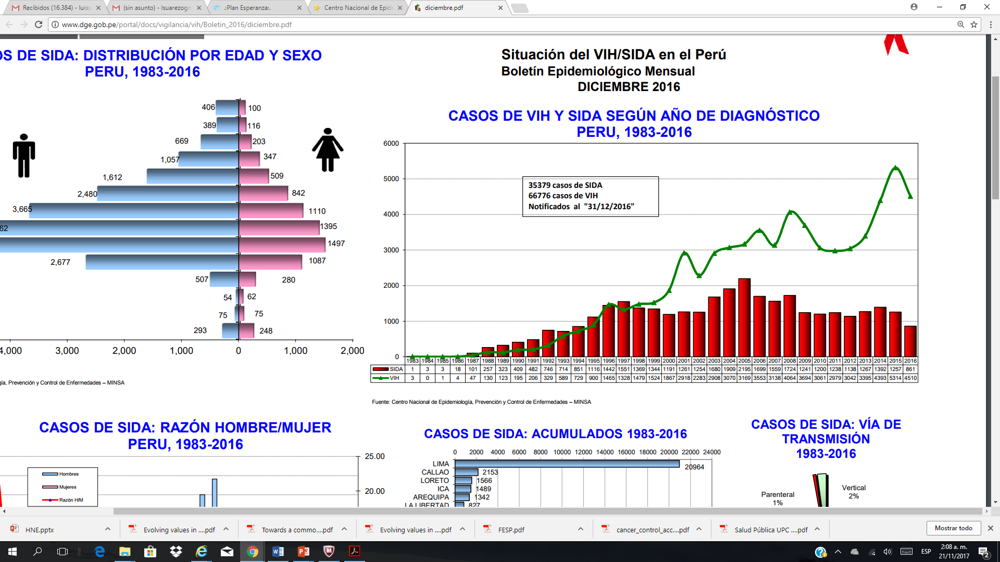 Recibidos (16.384) - luiss
(sin asunto) - lsuarezogn
.:Plan Esperanza:.
Centro Nacional de Epid
diciembre.pdf
www.dge.gob.pe/portal/docs/vigilancia/vih/Boletin_2016/diciembre.pdf
OS DE SIDA: DISTRIBUCIÓN POR EDAD Y SEXO
PERU, 1983-2016
406 100
389 116
669 203
1,057 347
1,612 509
2,480 842
3,665 1110
62 1395
1497
2,677 1087
507 280
54 62
75 75
293 248
4,000 3,000 2,000 1,000 0 1,000 2,000
gía, Prevención y Control de Enfermedades – MINSA
Situación del VIH/SIDA en el Perú
Boletín Epidemiológico Mensual
DICIEMBRE 2016
CASOS DE VIH Y SIDA SEGÚN AÑO DE DIAGNÓSTICO
PERU, 1983-2016
6000
5000
4000
3000
2000
1000
0
35379 casos de SIDA
66776 casos de VIH
Notificados al "31/12/2016"
1983 1984 1985 1986 1987 1988 1989 1990 1991 1992 1993 1994 1995 1996 1997 1998 1999 2000 2001 2002 2003 2004 2005 2006 2007 2008 2009 2010 2011 2012 2013 2014 2015 2016
SIDA 1 3 3 18 101 257 323 409 482 746 714 851 1116 1442 1551 1369 1344 1191 1261 1254 1680 1909 2195 1699 1559 1724 1241 1200 1238 1138 1267 1392 1257 861
VIH 3 0 1 4 47 130 123 195 206 329 589 729 900 1465 1328 1479 1524 1867 2918 2283 2908 3070 3169 3553 3138 4064 3694 3061 2979 3042 3395 4393 5314 4510
Fuente: Centro Nacional de Epidemiología, Prevención y Control de Enfermedades – MINSA
CASOS DE SIDA: RAZÓN HOMBRE/MUJER
PERU, 1983-2016
25.00
20.00
Hombres
Mujeres
Razón H/M
CASOS DE SIDA: ACUMULADOS 1983-2016
0 2000 4000 6000 8000 10000 12000 14000 16000 18000 20000 22000 24000
LIMA 20964
CALLAO 2153
LORETO 1566
ICA 1489
AREQUIPA 1342
LA LIBERTAD 827
CASOS DE SIDA: VÍA DE
TRANSMISIÓN
1983-2016
Parenteral
1%
Vertical
2%
HNE.pptx
Evolving values in ....pdf
Towards a commo....pdf
Evolving values in ....pdf
FESP.pdf
cancer_control_acc....pdf
Salud Pública UPC ....pdf
Mostrar todo
ESP
2:08 a. m.
21/11/2017
2